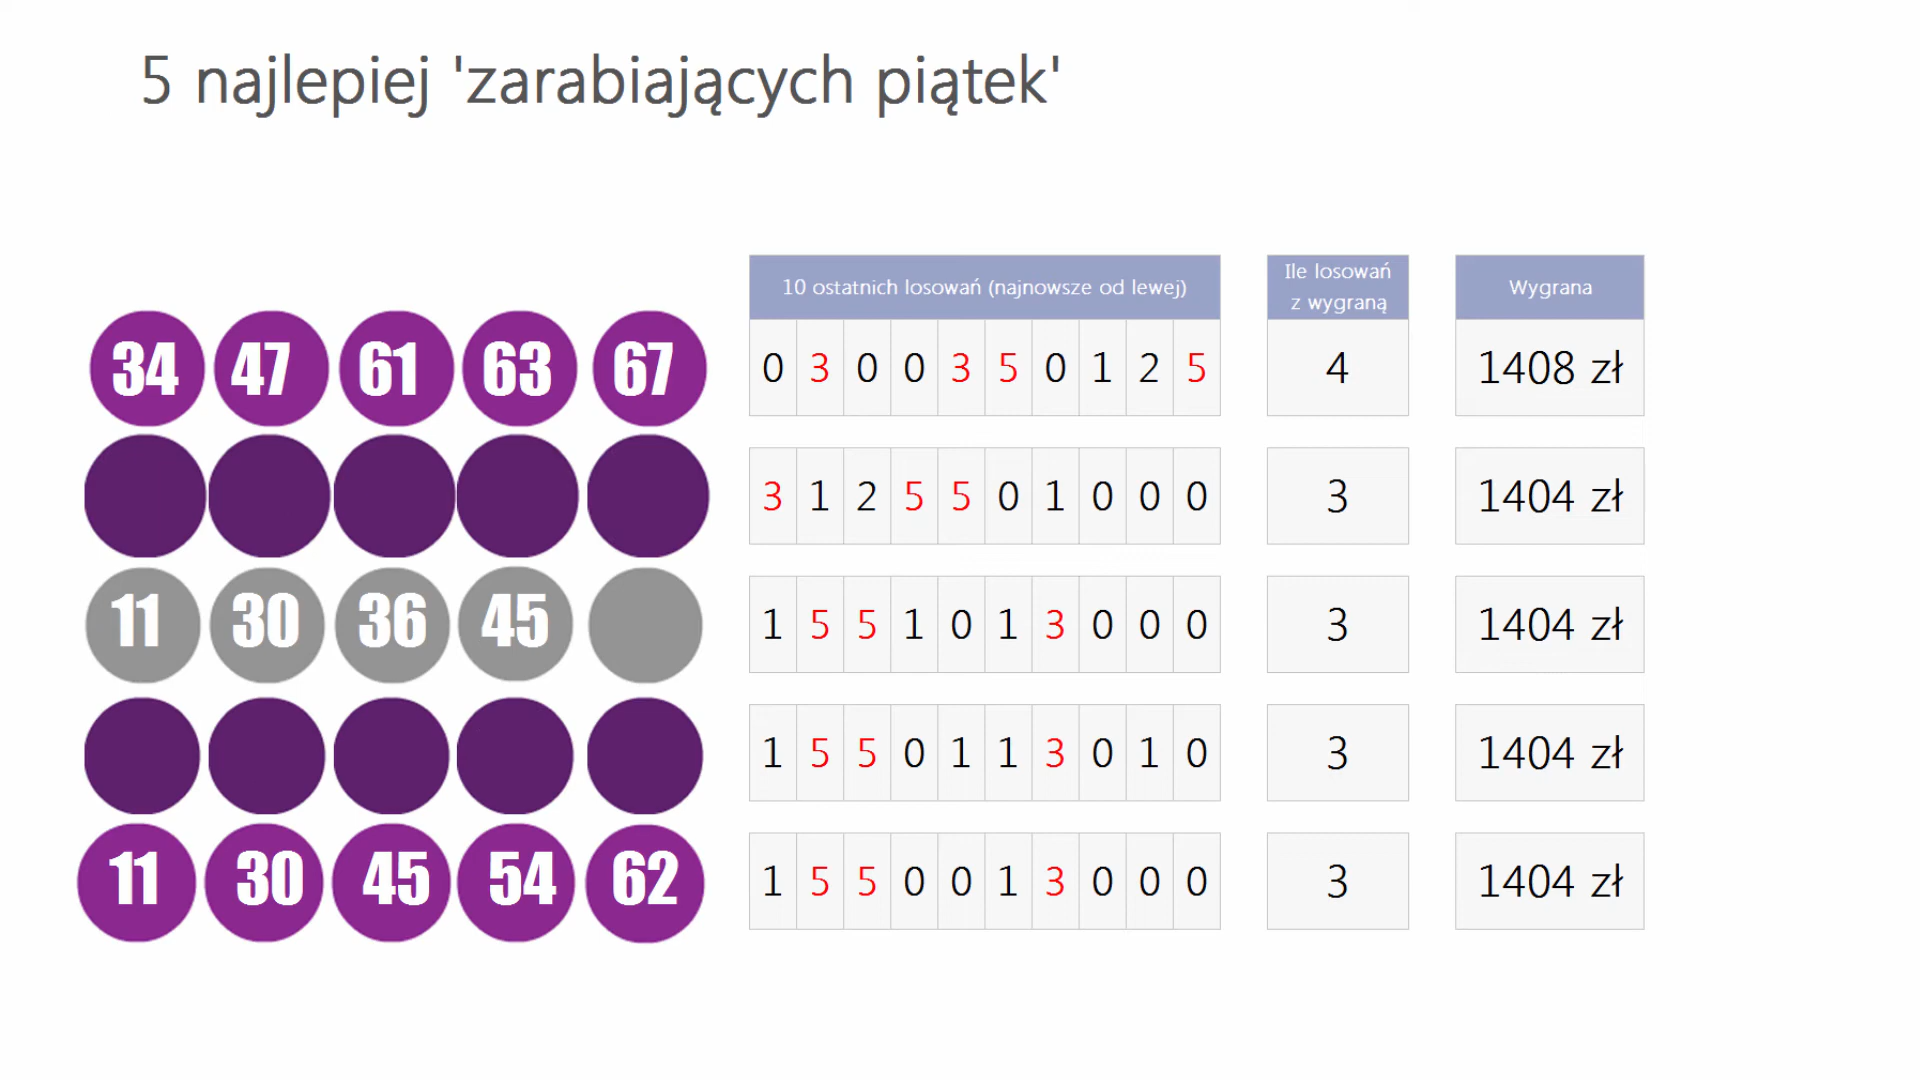 5 najlepiej 'zarabiających piątek'
10 ostatnich losowań (najnowsze od lewej)
Ile losowań
z wygraną
Wygrana
34 47 61 63 67 0 3 0 0 3 5 0 1 2 5 4 1408 zł
3 1 2 5 5 0 1 0 0 0 3 1404 zł
11 30 36 45 1 5 5 1 0 1 3 0 0 0 3 1404 zł
1 5 5 0 1 1 3 0 1 0 3 1404 zł
11 30 45 54 62 1 5 5 0 0 1 3 0 0 0 3 1404 zł